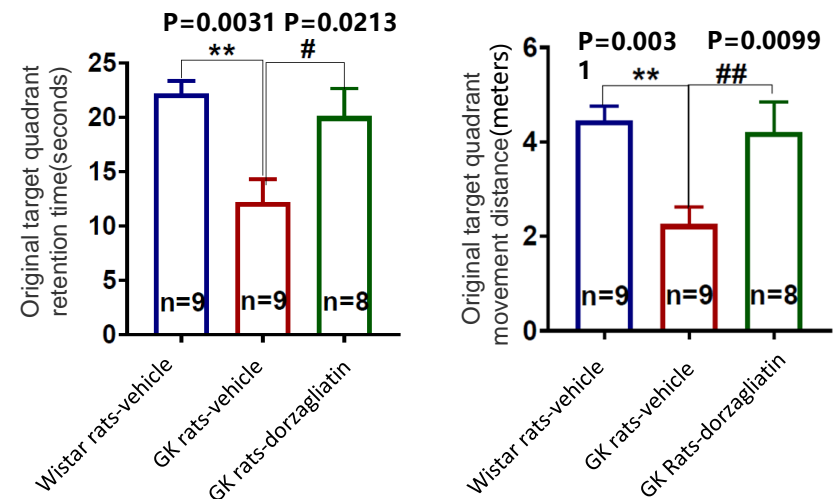 P=0.0031 P=0.0213
** #
Original target quadrant
retention time(seconds)
25
20
15
10
5
0
n=9 n=9 n=8
Wistar rats-vehicle
GK rats-vehicle
GK rats-dorzagliatin
P=0.003
1
P=0.0099
** ##
Original target quadrant
movement distance(meters)
6
4
2
0
n=9 n=9 n=8
Wistar rats-vehicle
GK rats-vehicle
GK Rats-dorzagliatin